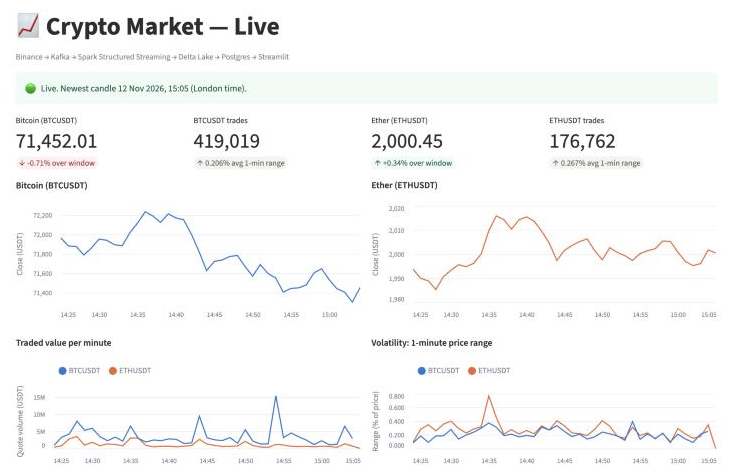 Crypto Market — Live
Binance → Kafka → Spark Structured Streaming → Delta Lake → Postgres → Streamlit
Live. Newest candle 12 Nov 2026, 15:05 (London time).
Bitcoin (BTCUSDT)
71,452.01
↓ -0.71% over window
BTCUSDT trades
419,019
↑ 0.206% avg 1-min range
Ether (ETHUSDT)
2,000.45
↑ +0.34% over window
ETHUSDT trades
176,762
↑ 0.267% avg 1-min range
Bitcoin (BTCUSDT)
Close (USDT)
72,200
72,000
71,800
71,600
71,400
14:25 14:30 14:35 14:40 14:45 14:50 14:55 15:00
Ether (ETHUSDT)
Close (USDT)
2,020
2,010
2,000
1,990
1,980
14:25 14:30 14:35 14:40 14:45 14:50 14:55 15:00 15:05
Traded value per minute
BTCUSDT ETHUSDT
Quote volume (USDT)
15M
10M
5M
0
14:25 14:30 14:35 14:40 14:45 14:50 14:55 15:00 15:05
Volatility: 1-minute price range
BTCUSDT ETHUSDT
Range (% of price)
0.800
0.600
0.400
0.200
0.000
14:25 14:30 14:35 14:40 14:45 14:50 14:55 15:00 15:05